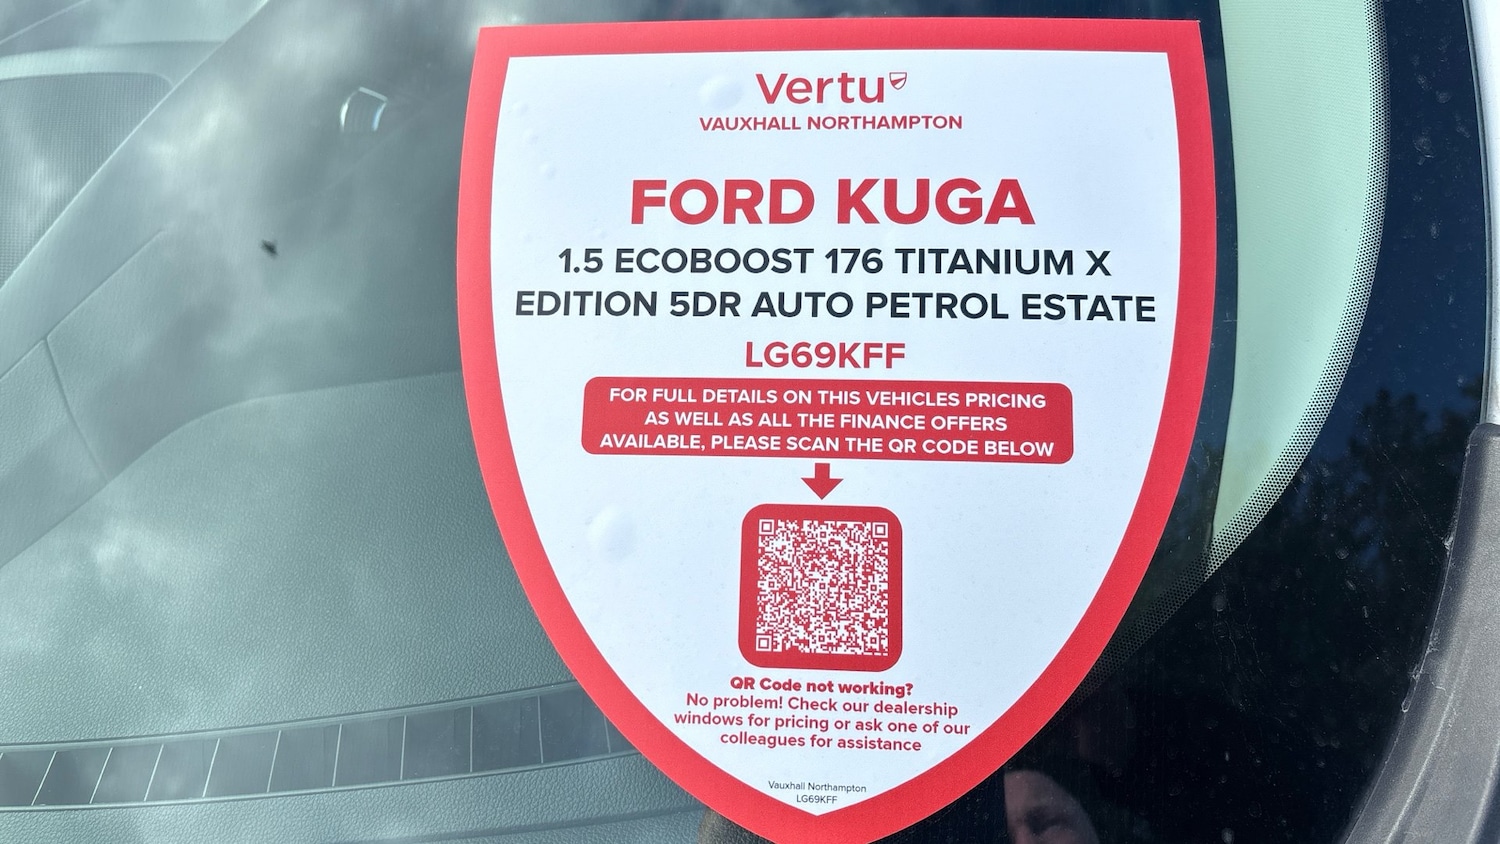 Vertu
VAUXHALL NORTHAMPTON
FORD KUGA
1.5 ECOBOOST 176 TITANIUM X
EDITION 5DR AUTO PETROL ESTATE
LG69KFF
FOR FULL DETAILS ON THIS VEHICLES PRICING
AS WELL AS ALL THE FINANCE OFFERS
AVAILABLE, PLEASE SCAN THE QR CODE BELOW
QR Code not working?
No problem! Check our dealership
windows for pricing or ask one of our
colleagues for assistance
Vauxhall Northampton
LG69KFF